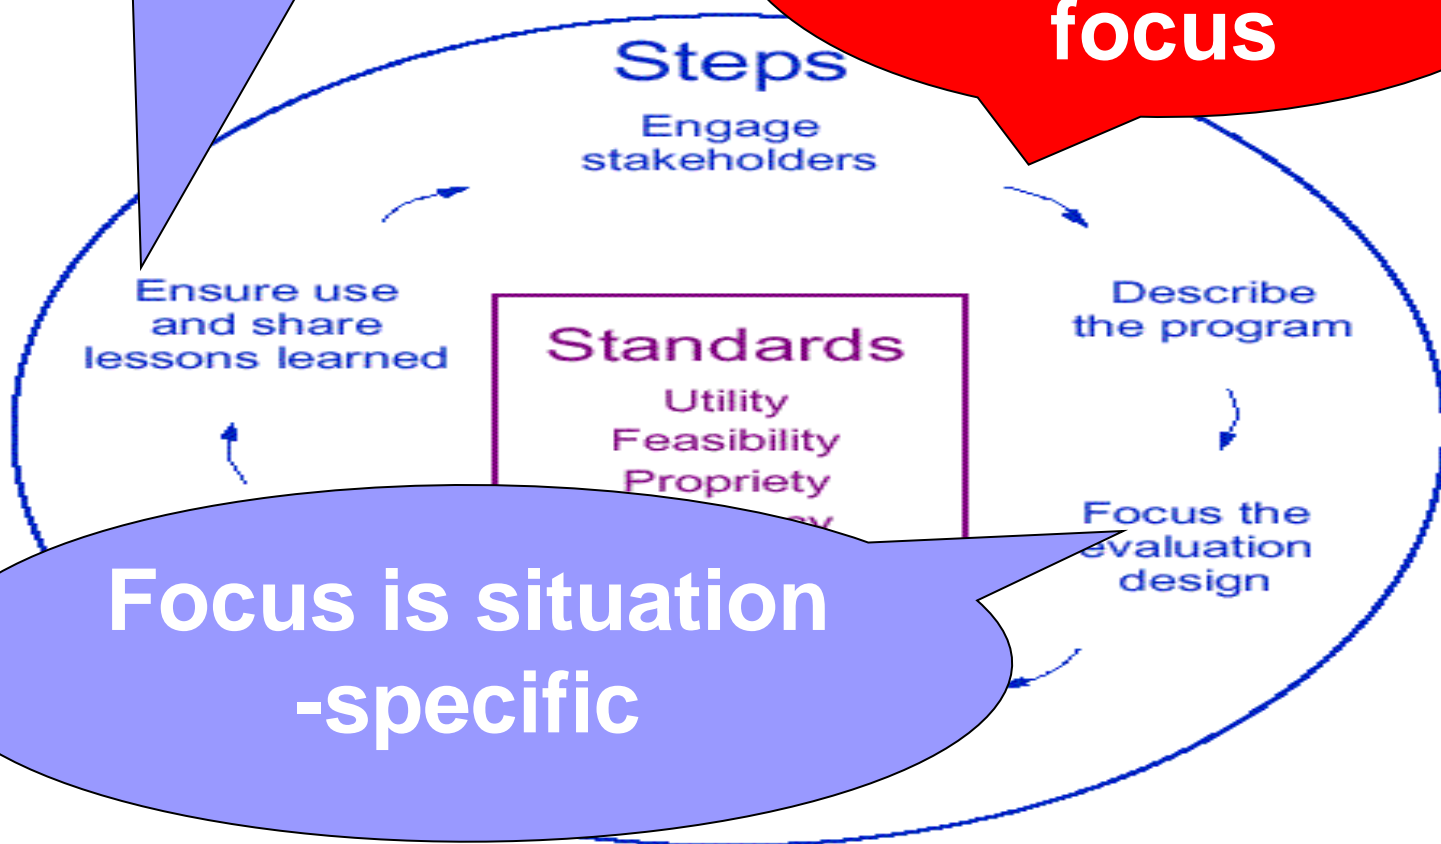 focus
Steps
Engage
stakeholders
Ensure use
and share
lessons learned
Describe
the program
Standards
Utility
Feasibility
Propriety
Focus the
evaluation
design
Focus is situation
-specific